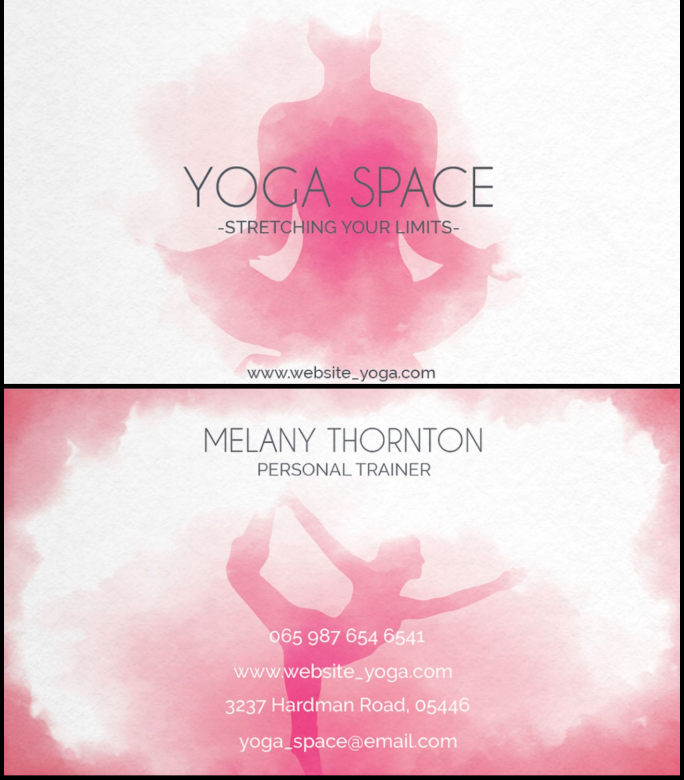 YOGA SPACE
-STRETCHING YOUR LIMITS-
www.website_yoga.com
MELANY THORNTON
PERSONAL TRAINER
065 987 654 6541
www.website_yoga.com
3237 Hardman Road, 05446
yoga_space@email.com